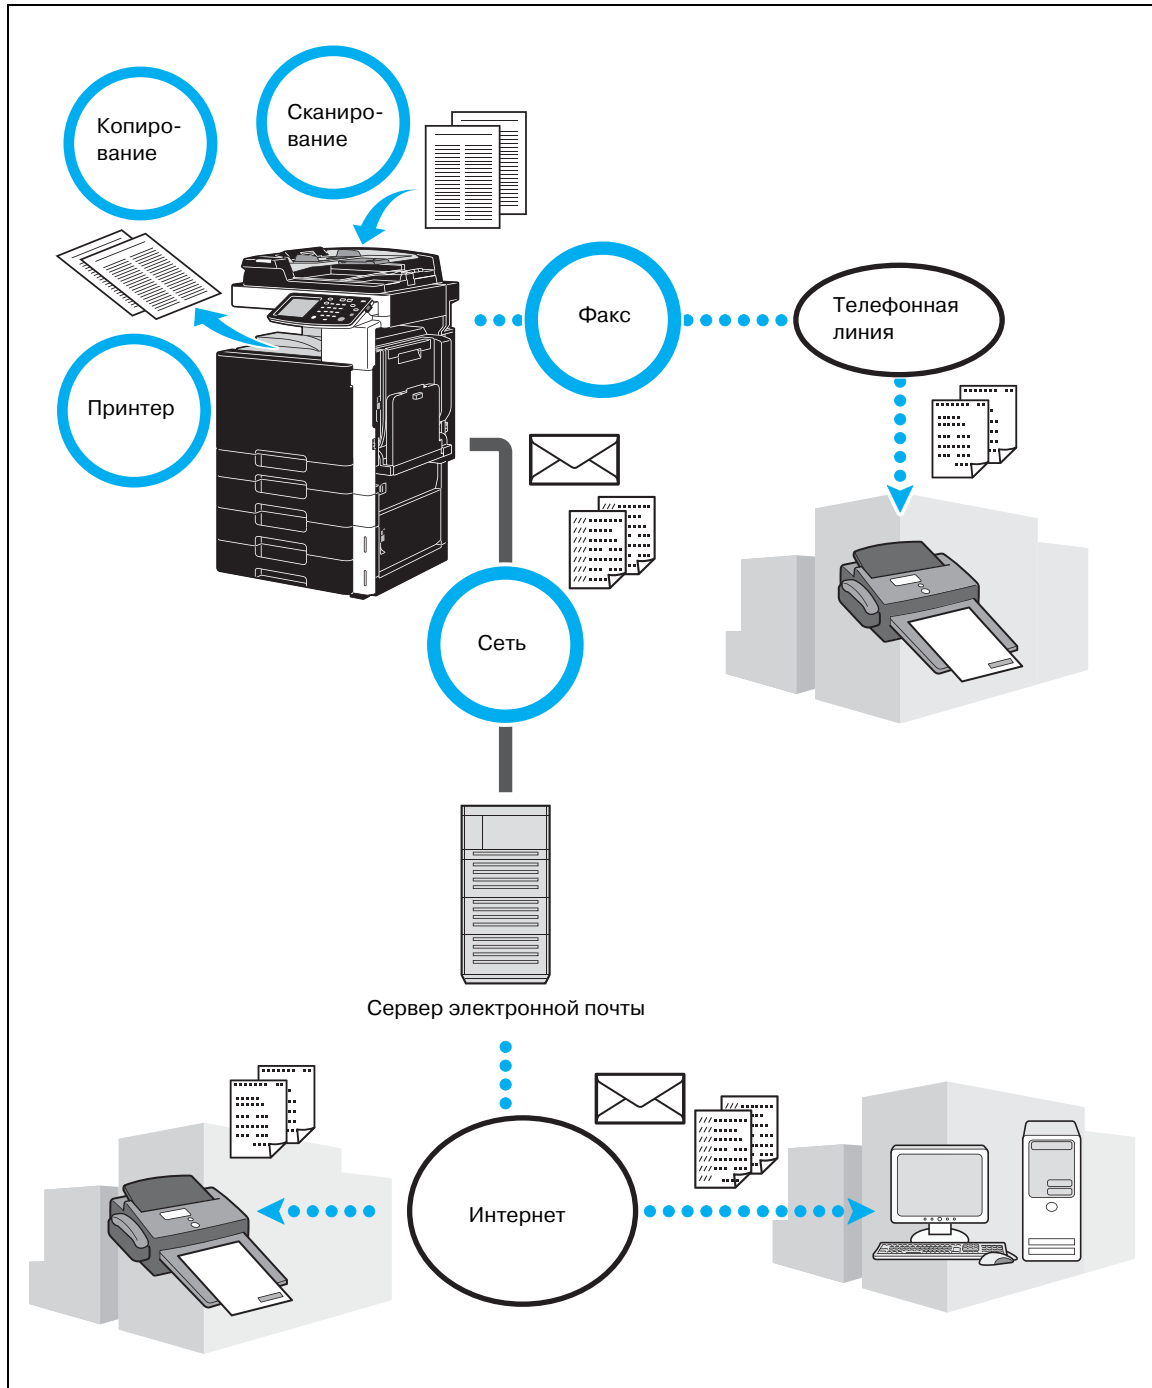 Копиро-
вание
Сканиро-
вание
Факс
Телефонная
линия
Принтер
Сеть
Сервер электронной почты
Интернет